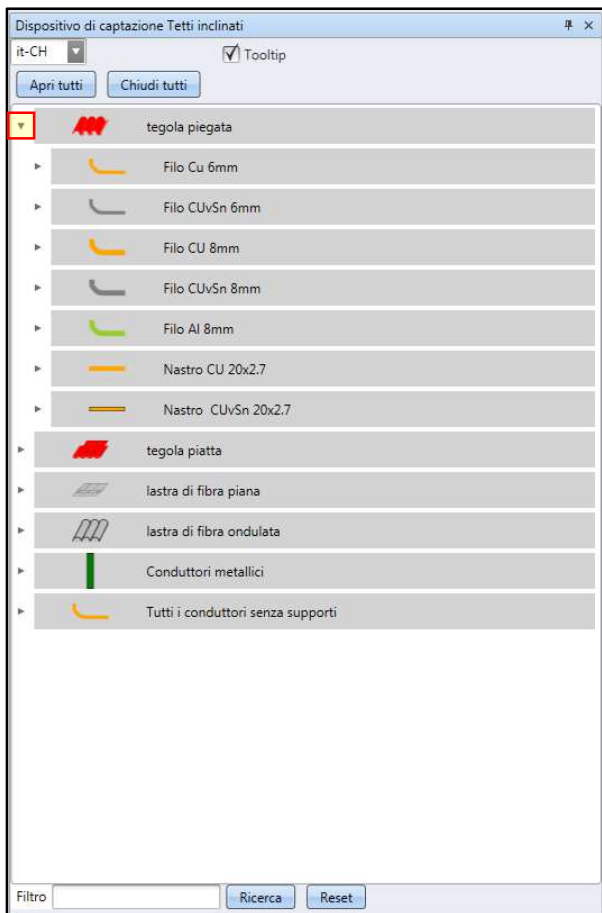 Dispositivo di captazione Tetti inclinati
it-CH Tooltip
Apri tutti Chiudi tutti
tegola piegata
Filo Cu 6mm
Filo CUvSn 6mm
Filo CU 8mm
Filo CUvSn 8mm
Filo Al 8mm
Nastro CU 20x2.7
Nastro CUvSn 20x2.7
tegola piatta
lastra di fibra piana
lastra di fibra ondulata
Conduttori metallici
Tutti i conduttori senza supporti
Filtro Ricerca Reset